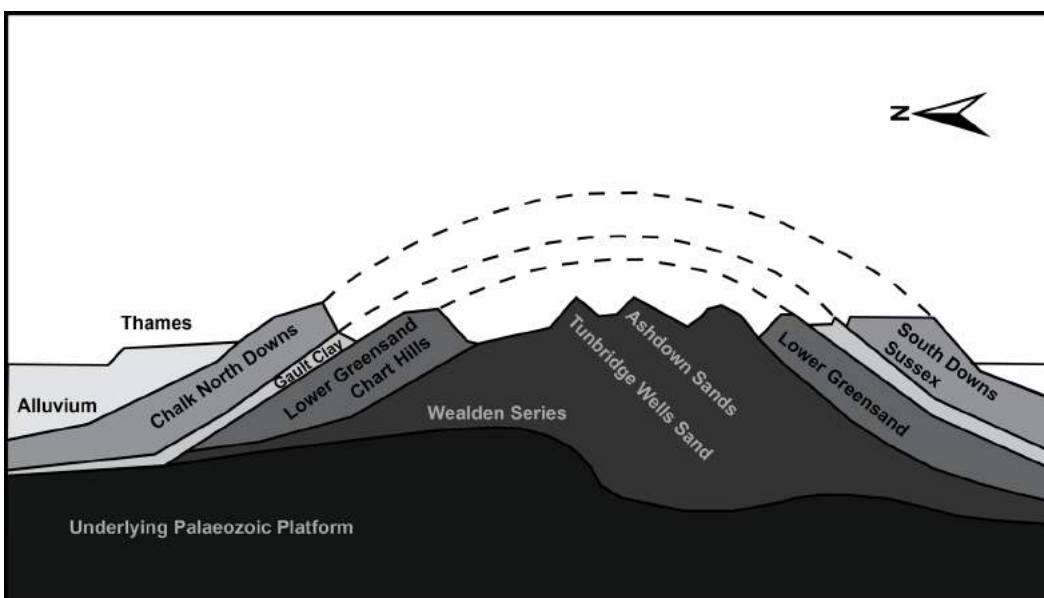 N
Thames
Alluvium
Chalk North Downs
Gault Clay
Lower Greensand
Chart Hills
Wealden Series
Tunbridge Wells Sand
Ashdown Sands
Lower Greensand
South Downs
Sussex
Underlying Palaeozoic Platform